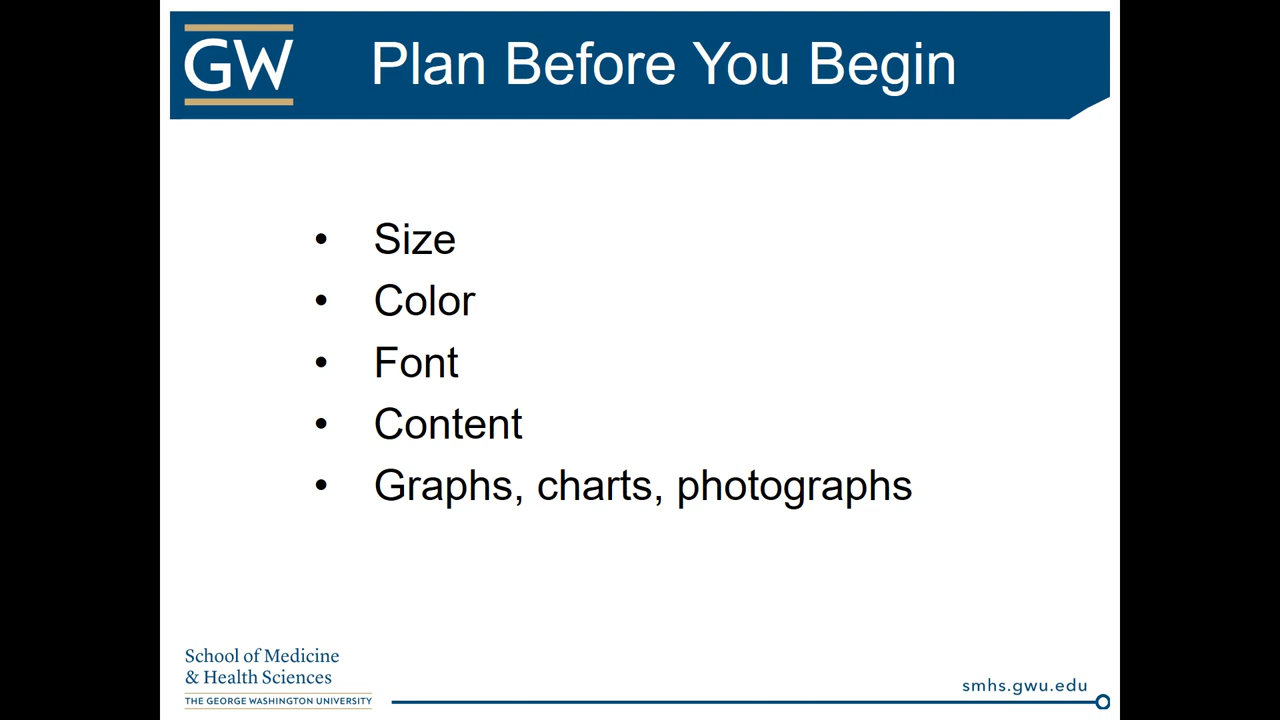 GW
Plan Before You Begin
• Size
• Color
• Font
• Content
• Graphs, charts, photographs
School of Medicine
& Health Sciences
THE GEORGE WASHINGTON UNIVERSITY
smhs.gwu.edu